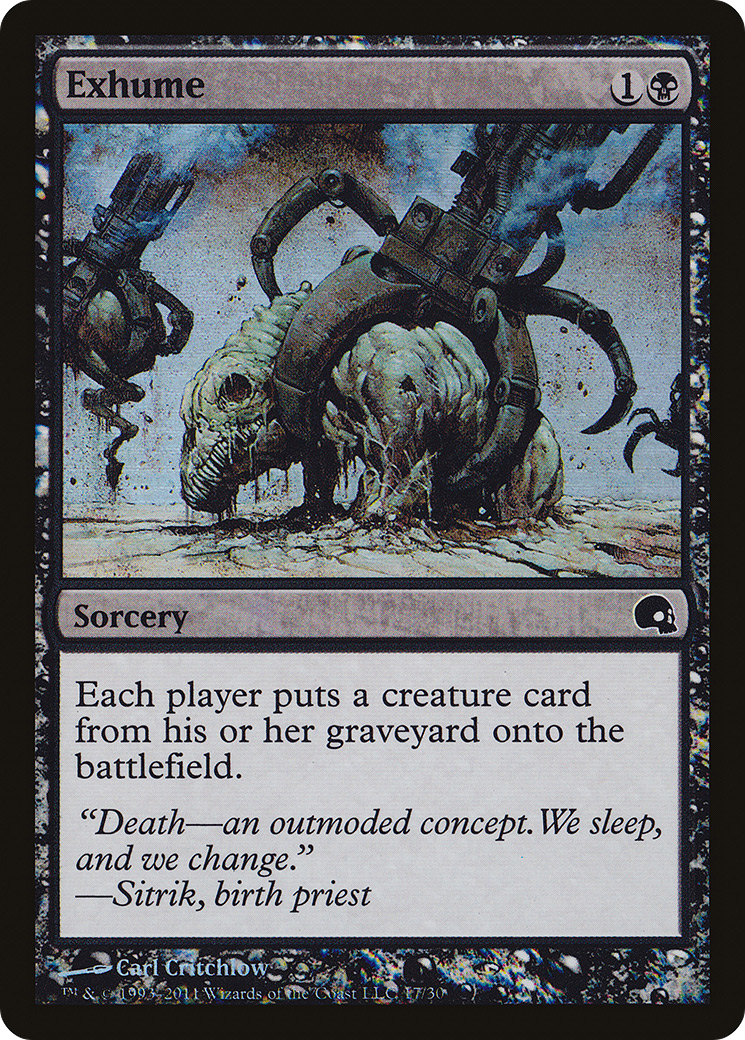 Exhume 1
Sorcery
Each player puts a creature card
from his or her graveyard onto the
battlefield.
“Death—an outmoded concept. We sleep,
and we change.”
—Sitrik, birth priest
Carl Critchlow
™ & © 1993–2011 Wizards of the Coast LLC 17/30